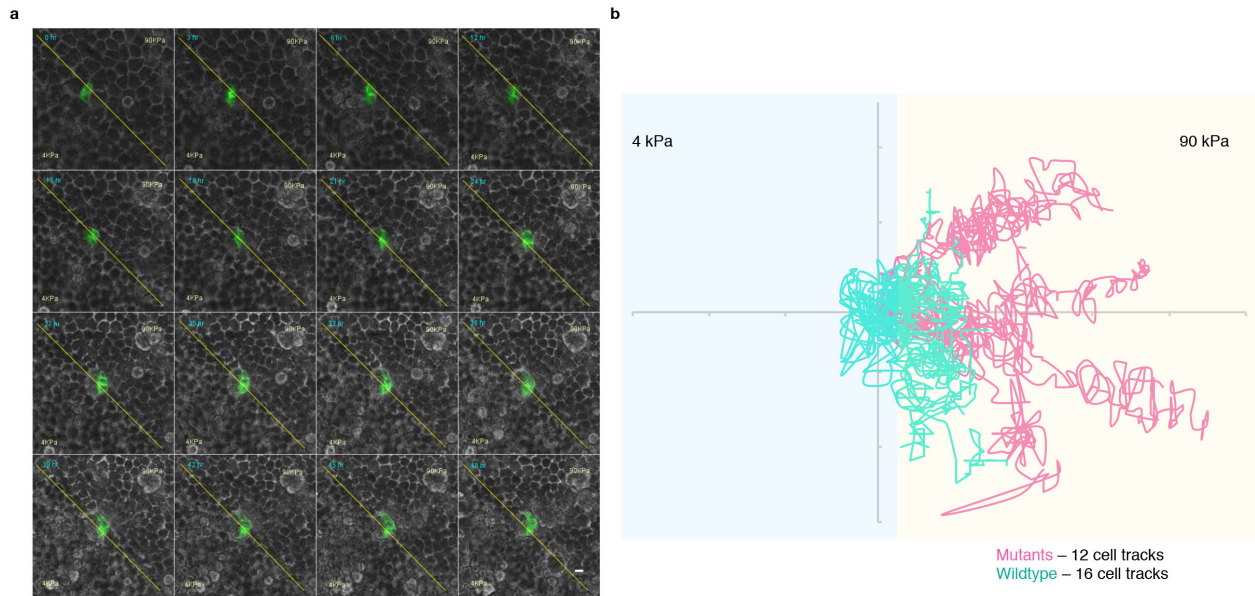 a
b
0 hr
90KPa
4KPa
3 hr
90KPa
4KPa
6 hr
90KPa
4KPa
12 hr
90KPa
4KPa
15 hr
90KPa
4KPa
18 hr
90KPa
4KPa
21 hr
90KPa
4KPa
24 hr
90KPa
4KPa
27 hr
90KPa
4KPa
30 hr
90KPa
4KPa
33 hr
90KPa
4KPa
36 hr
90KPa
4KPa
39 hr
90KPa
4KPa
42 hr
90KPa
4KPa
45 hr
90KPa
4KPa
48 hr
90KPa
4KPa
4 kPa
90 kPa
Mutants – 12 cell tracks
Wildtype – 16 cell tracks